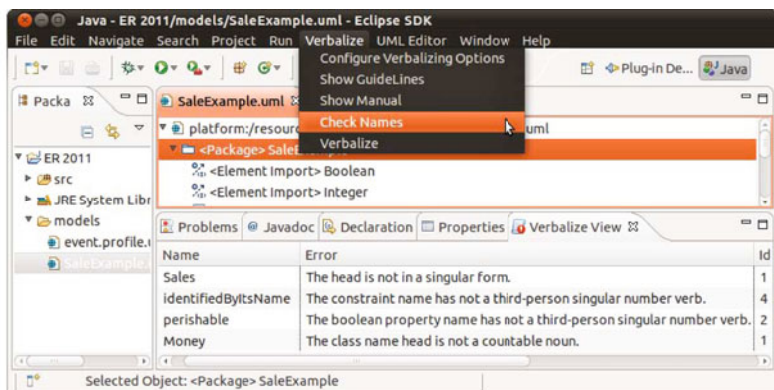 Java - ER 2011/models/SaleExample.uml - Eclipse SDK
File Edit Navigate Search Project Run Verbalize UML Editor Window Help
Configure Verbalizing Options
Show GuideLines
Show Manual
Check Names
Verbalize
Plug-in De... Java
Packa
SaleExample.uml
ER 2011
src
JRE System Libr
models
event.profile.u
SaleExample.
platform:/resour uml
<Package> SaleExample
<Element Import> Boolean
<Element Import> Integer
Problems Javadoc Declaration Properties Verbalize View
Name Error Id
Sales The head is not in a singular form. 1
identifiedByItsName The constraint name has not a third-person singular number verb. 4
perishable The boolean property name has not a third-person singular number verb. 2
Money The class name head is not a countable noun. 1
Selected Object: <Package> SaleExample